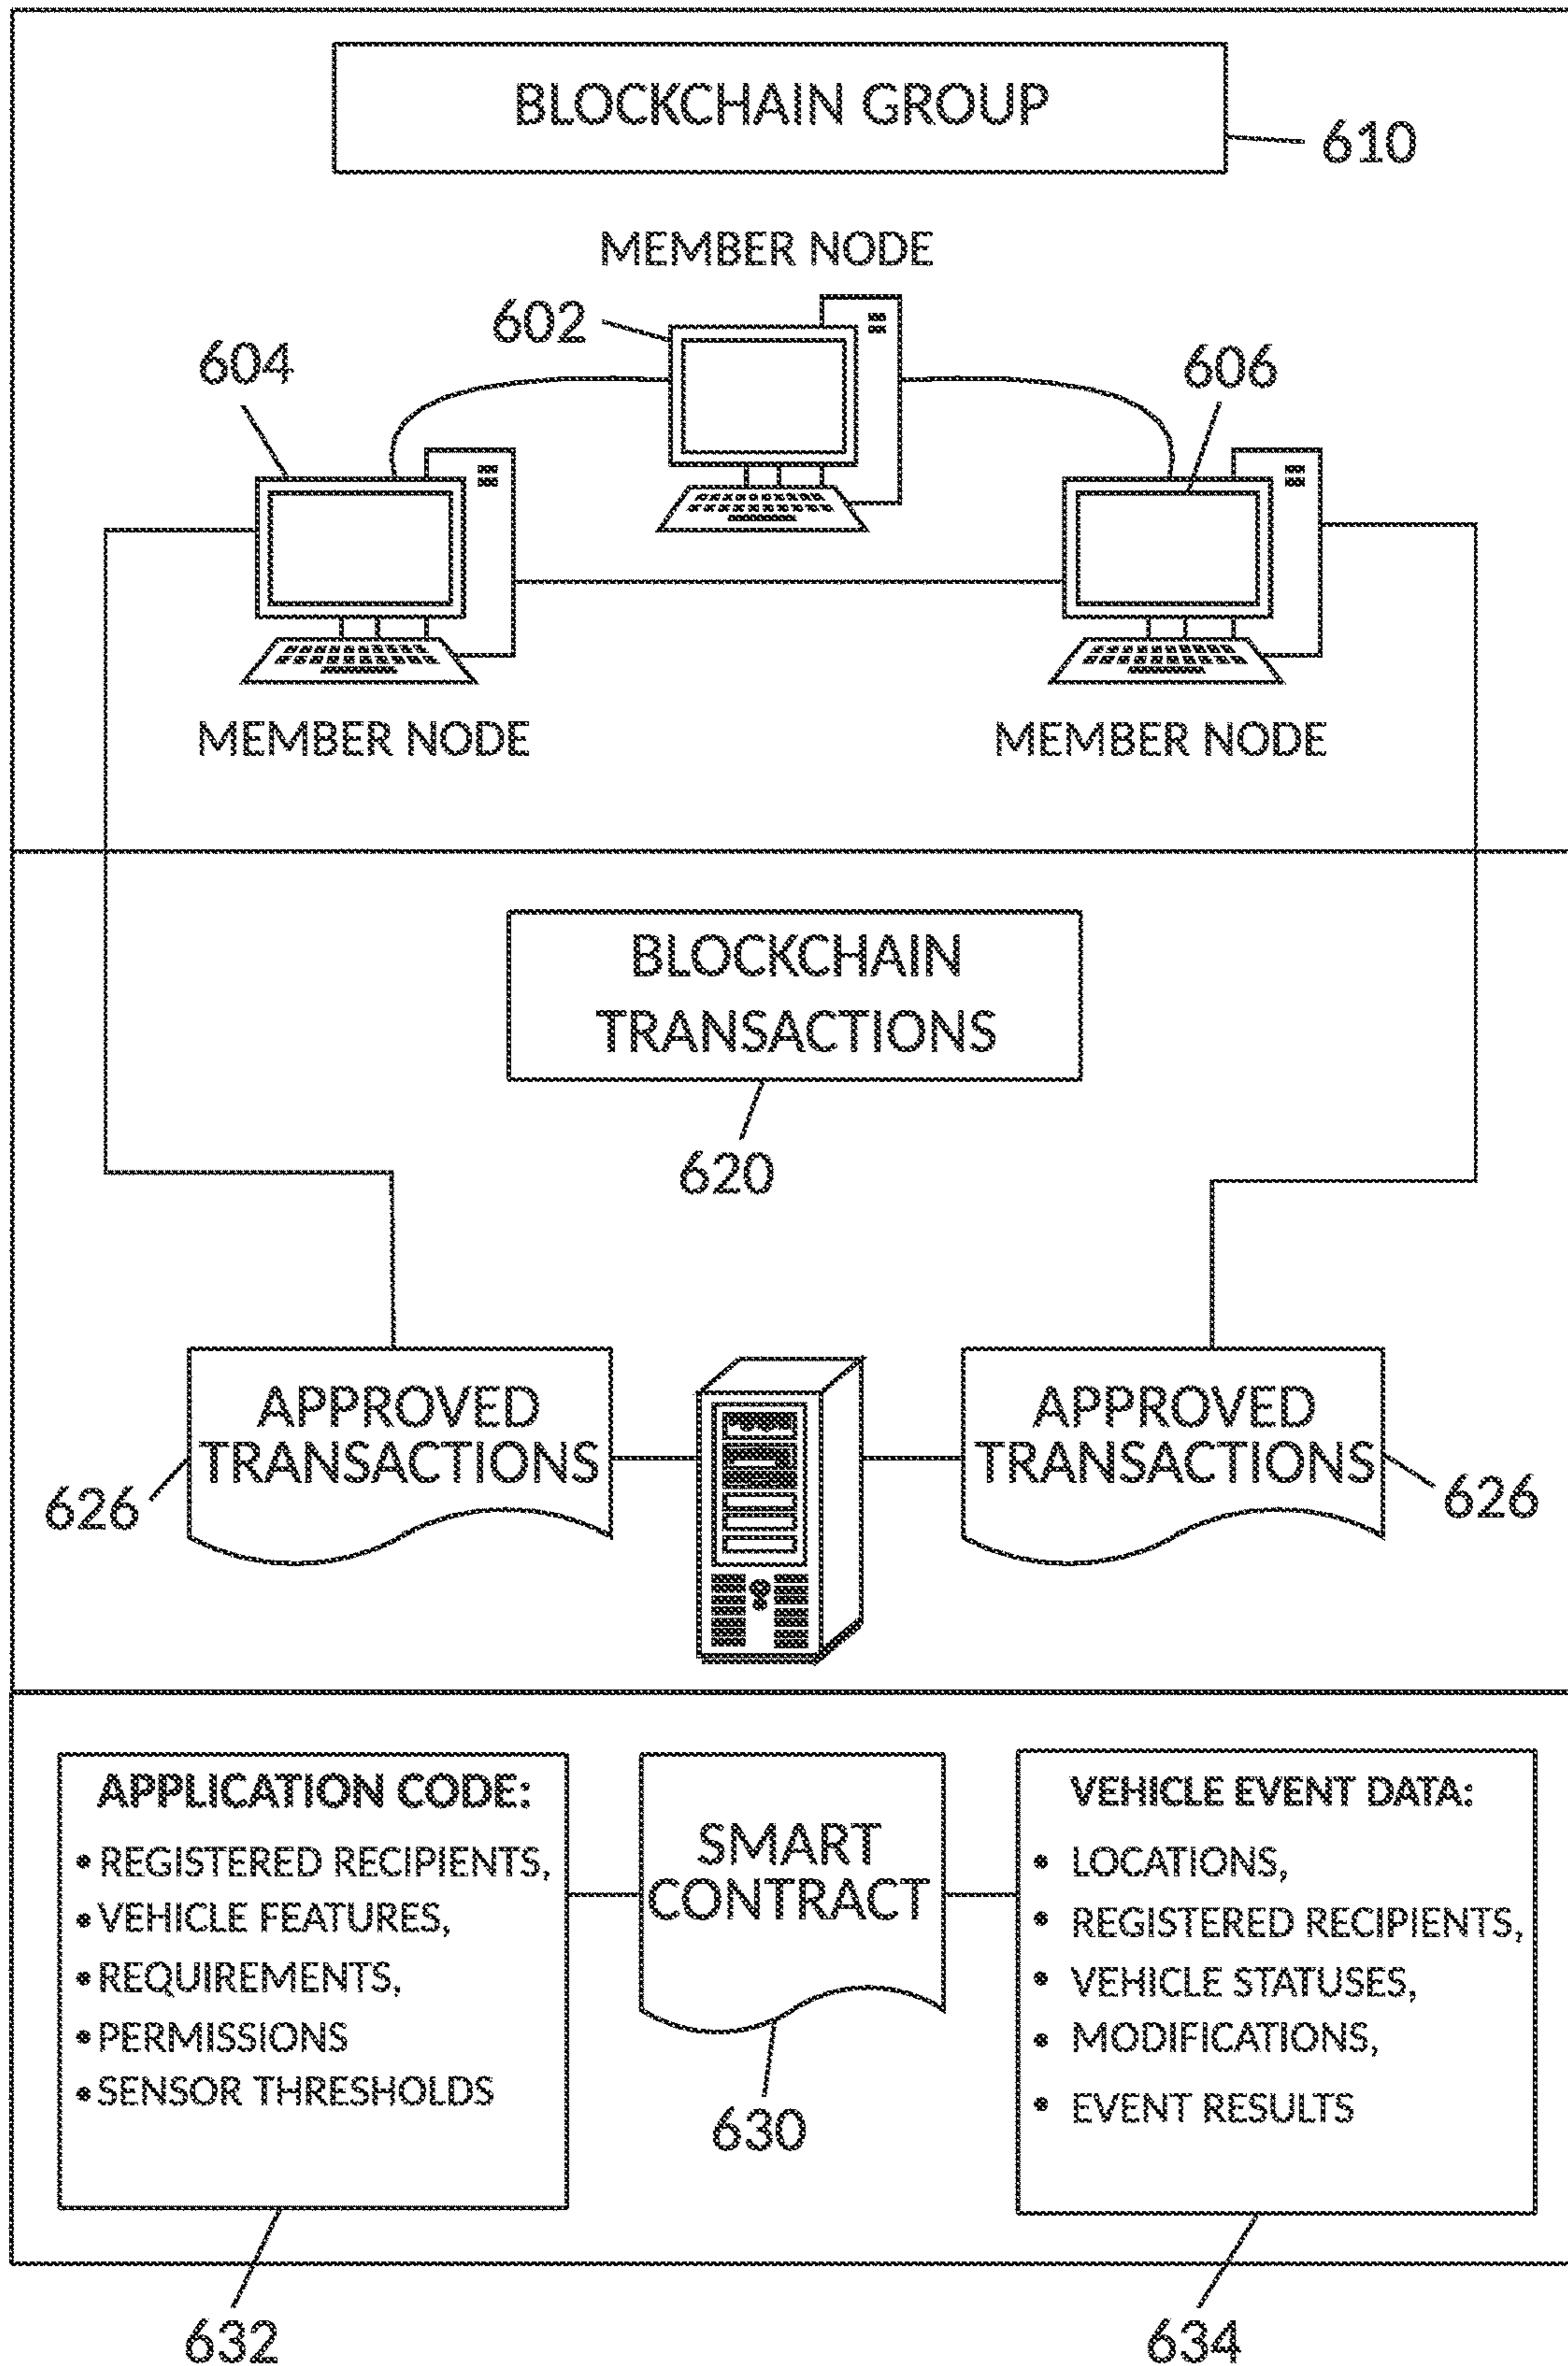 BLOCKCHAIN GROUP
610
MEMBER NODE
602
604
606
MEMBER NODE
MEMBER NODE
BLOCKCHAIN
TRANSACTIONS
620
APPROVED
TRANSACTIONS
626
APPROVED
TRANSACTIONS
626
APPLICATION CODE:
• REGISTERED RECIPIENTS,
• VEHICLE FEATURES,
• REQUIREMENTS,
• PERMISSIONS
• SENSOR THRESHOLDS
632
SMART
CONTRACT
630
VEHICLE EVENT DATA:
• LOCATIONS,
• REGISTERED RECIPIENTS,
• VEHICLE STATUSES,
• MODIFICATIONS,
• EVENT RESULTS
634